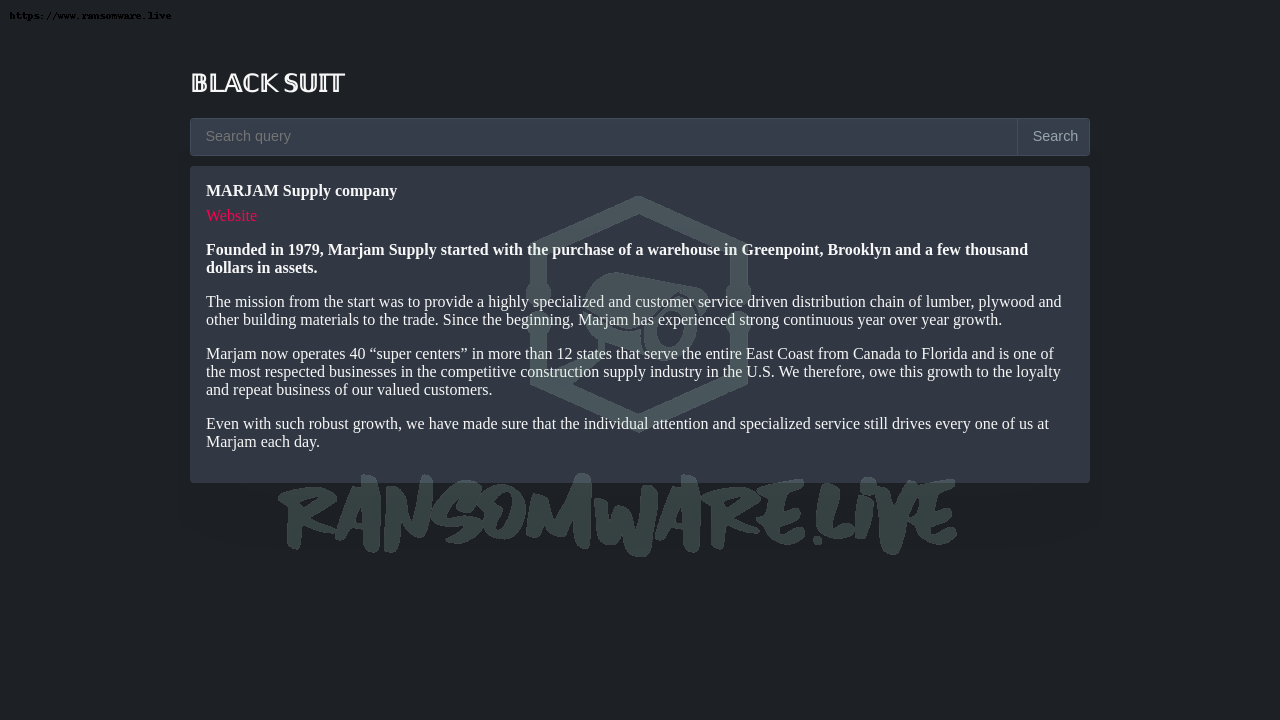 https://www.ransomware.live
BLACK SUIT
Search query
Search
MARJAM Supply company
Website
Founded in 1979, Marjam Supply started with the purchase of a warehouse in Greenpoint, Brooklyn and a few thousand
dollars in assets.
The mission from the start was to provide a highly specialized and customer service driven distribution chain of lumber, plywood and
other building materials to the trade. Since the beginning, Marjam has experienced strong continuous year over year growth.
Marjam now operates 40 “super centers” in more than 12 states that serve the entire East Coast from Canada to Florida and is one of
the most respected businesses in the competitive construction supply industry in the U.S. We therefore, owe this growth to the loyalty
and repeat business of our valued customers.
Even with such robust growth, we have made sure that the individual attention and specialized service still drives every one of us at
Marjam each day.
RANSOMWARE.LIVE